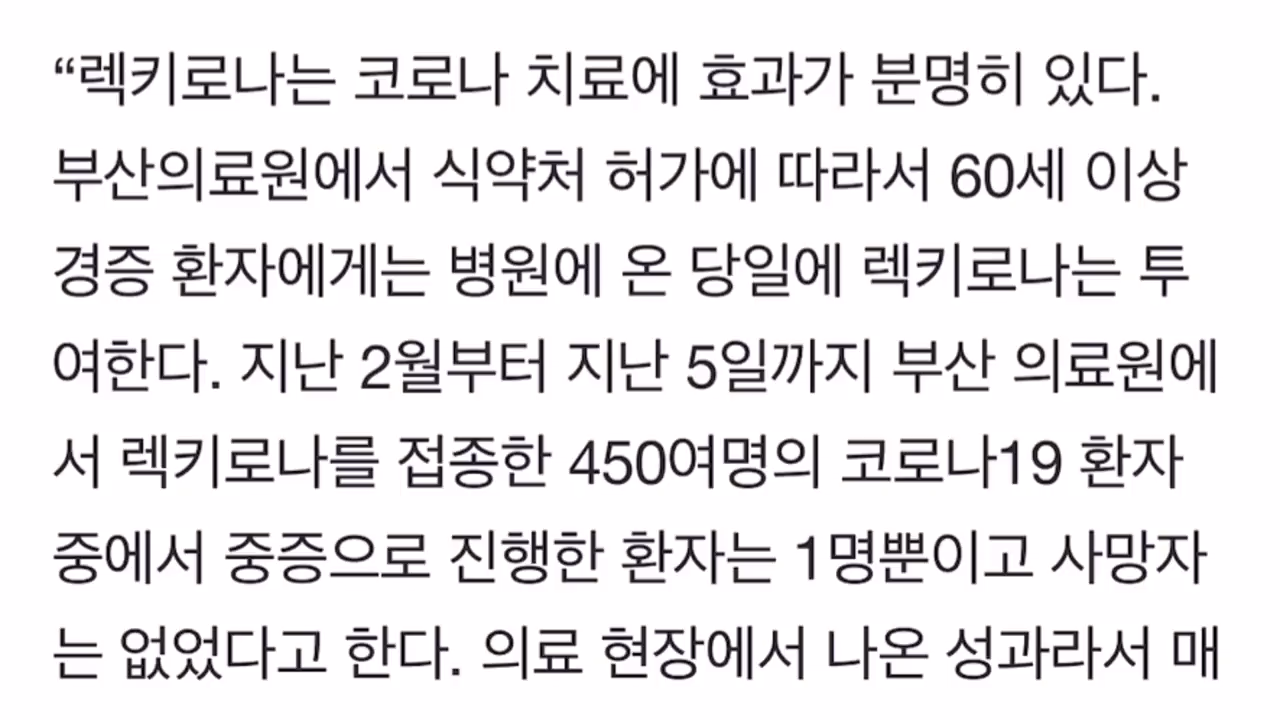 “렉키로나는 코로나 치료에 효과가 분명히 있다.
부산의료원에서 식약처 허가에 따라서 60세 이상
경증 환자에게는 병원에 온 당일에 렉키로나는 투
여한다. 지난 2월부터 지난 5일까지 부산 의료원에
서 렉키로나를 접종한 450여명의 코로나19 환자
중에서 중증으로 진행한 환자는 1명뿐이고 사망자
는 없었다고 한다. 의료 현장에서 나온 성과라서 매